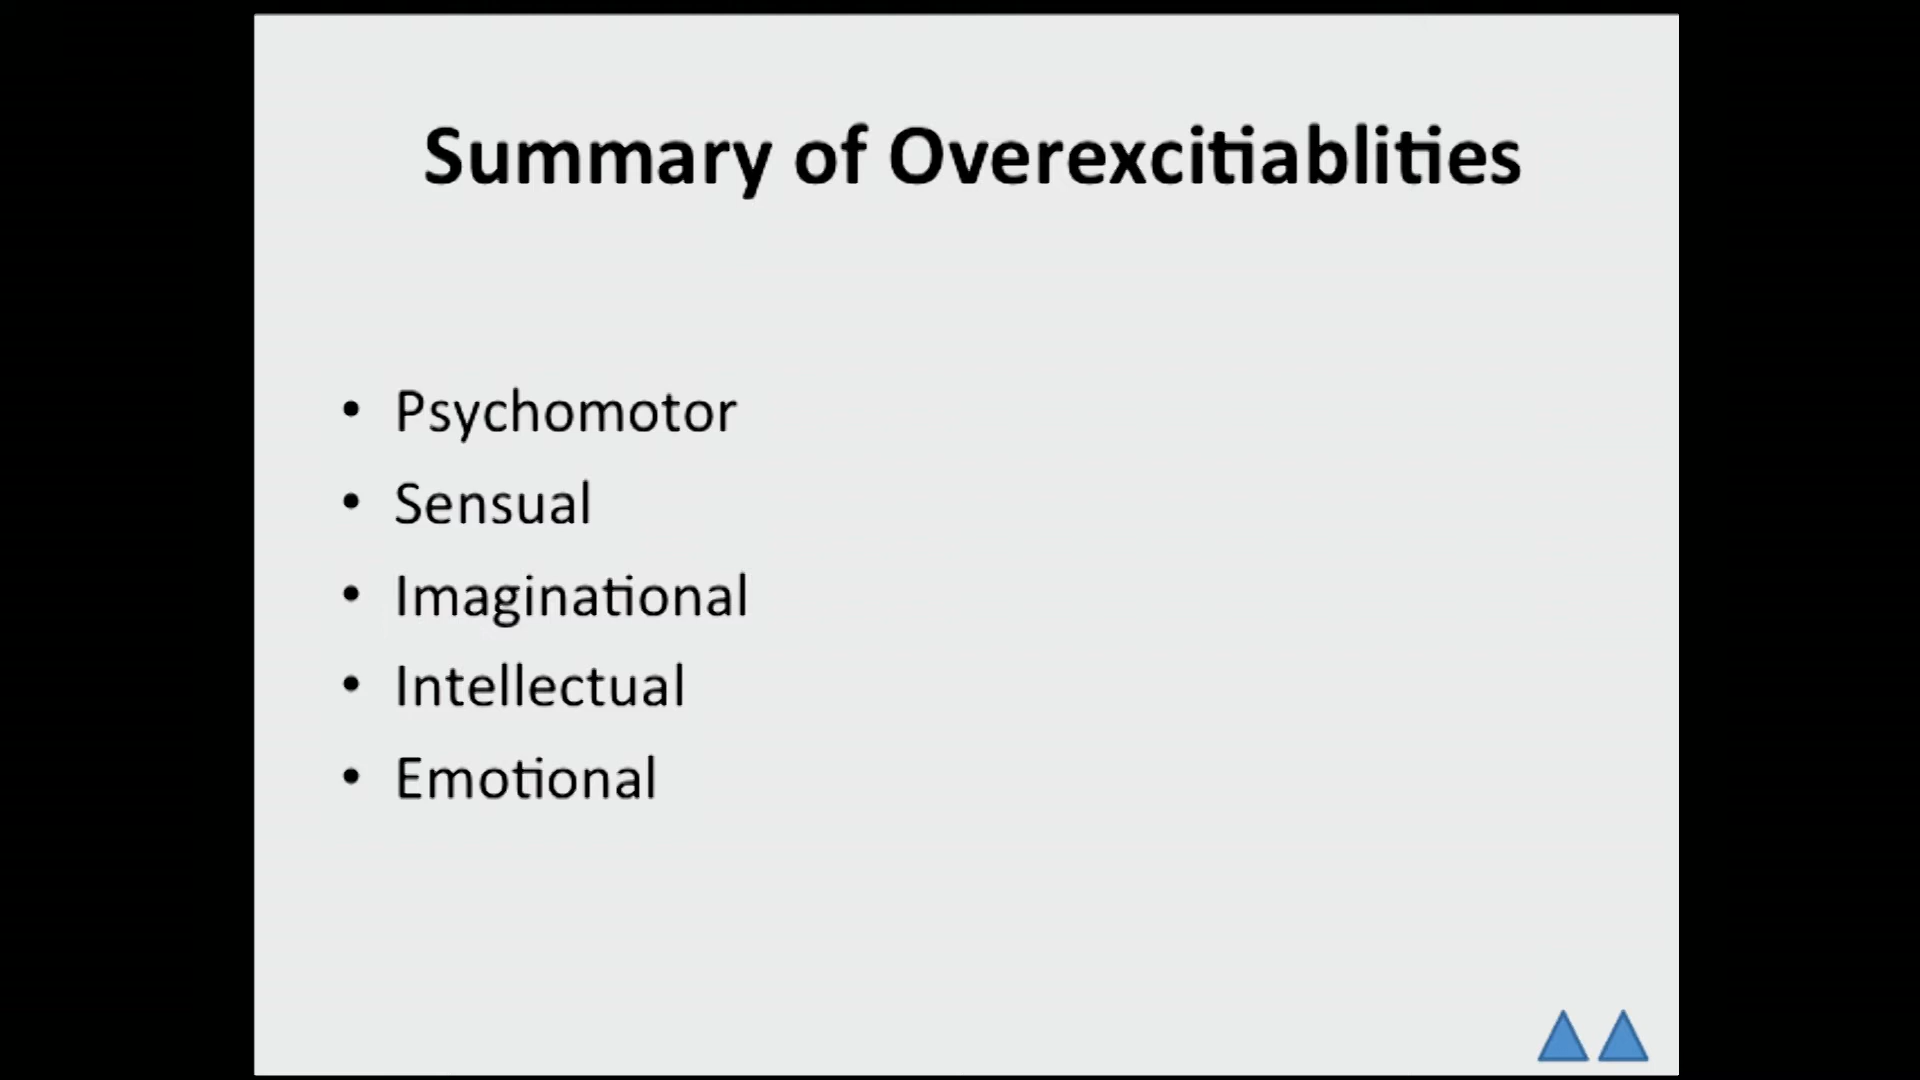 Summary of Overexcitiablities
• Psychomotor
• Sensual
• Imaginational
• Intellectual
• Emotional